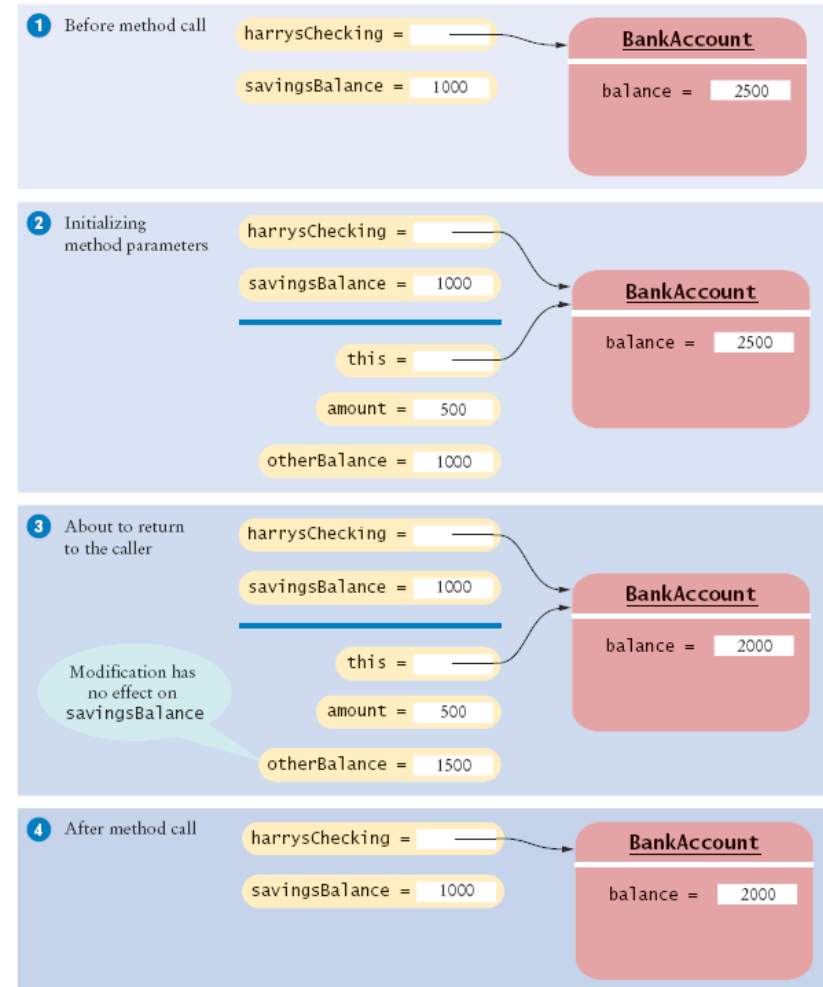 1 Before method call
harrysChecking =
savingsBalance = 1000
BankAccount
balance = 2500
2 Initializing
method parameters
harrysChecking =
savingsBalance = 1000
this =
amount = 500
otherBalance = 1000
BankAccount
balance = 2500
3 About to return
to the caller
harrysChecking =
savingsBalance = 1000
this =
amount = 500
otherBalance = 1500
Modification has
no effect on
savingsBalance
BankAccount
balance = 2000
4 After method call
harrysChecking =
savingsBalance = 1000
BankAccount
balance = 2000